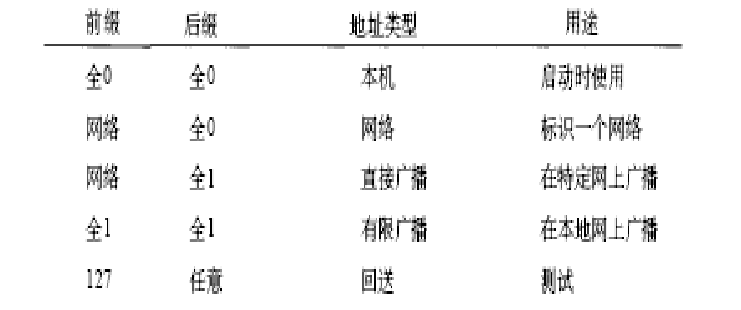 前缀 后缀 地址类型 用途
全0 全0 本机 启动时使用
网络 全0 网络 标识一个网络
网络 全1 直接广播 在特定网上广播
全1 全1 有限广播 在本地网上广播
127 任意 回送 测试